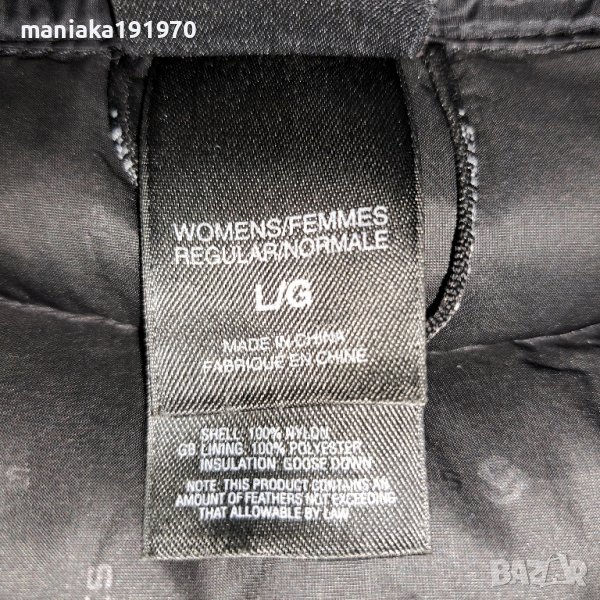 maniaka191970
WOMENS/FEMMES
REGULAR/NORMALE
L/G
MADE IN CHINA
FABRIQUE EN CHINE
SHELL: 100% NYLON
GB LINING: 100% POLYESTER
INSULATION: GOOSE DOWN
NOTE: THIS PRODUCT CONTAINS AN
AMOUNT OF FEATHERS NOT EXCEEDING
THAT ALLOWABLE BY LAW
BAZAR